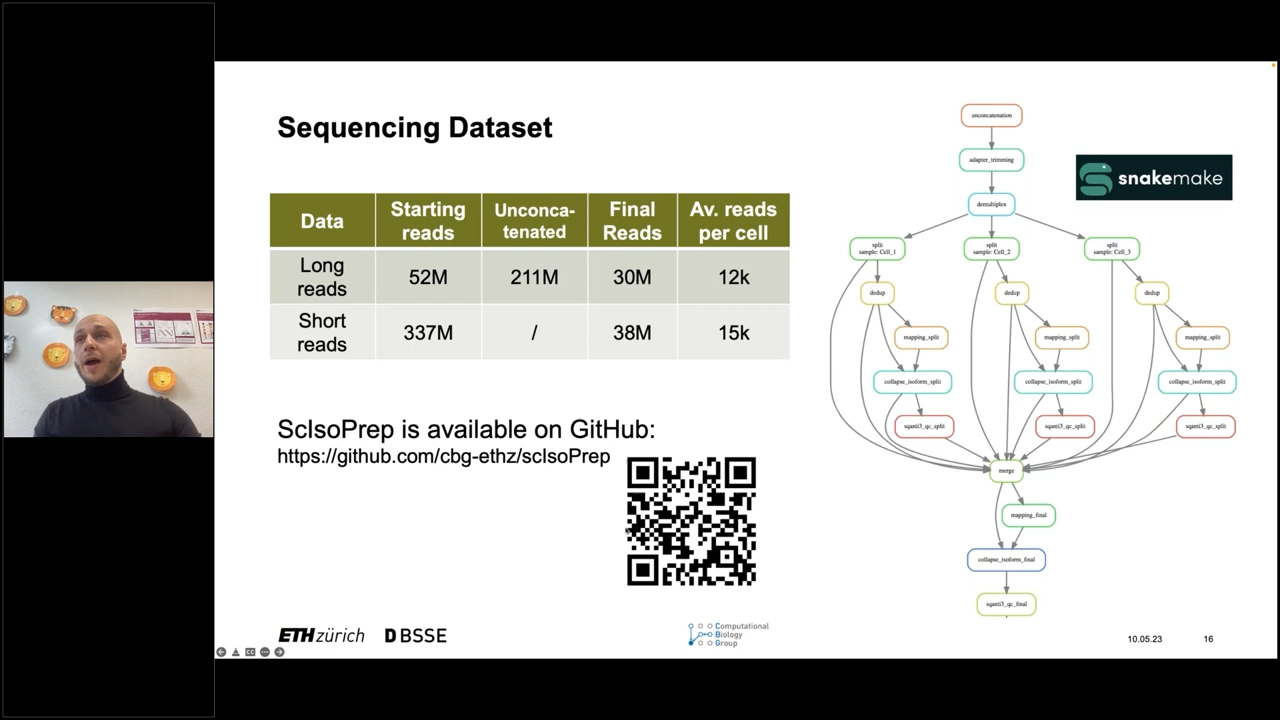 Sequencing Dataset
Data
Starting
reads
Unconca-
tenated
Final
Reads
Av. reads
per cell
Long
reads
52M
211M
30M
12k
Short
reads
337M
/
38M
15k
ScIsoPrep is available on GitHub:
https://github.com/cbg-ethz/scIsoPrep
unconcatenation
adapter_trimming
demultiplex
snakemake
split
sample: Cell_1
split
sample: Cell_2
split
sample: Cell_3
dedup
dedup
dedup
mapping_split
mapping_split
mapping_split
collapse_isoform_split
collapse_isoform_split
collapse_isoform_split
sqanti3_qc_split
sqanti3_qc_split
sqanti3_qc_split
merge
mapping_final
collapse_isoform_final
sqanti3_qc_final
ETH zürich
D BSSE
Computational
Biology
Group
10.05.23
16